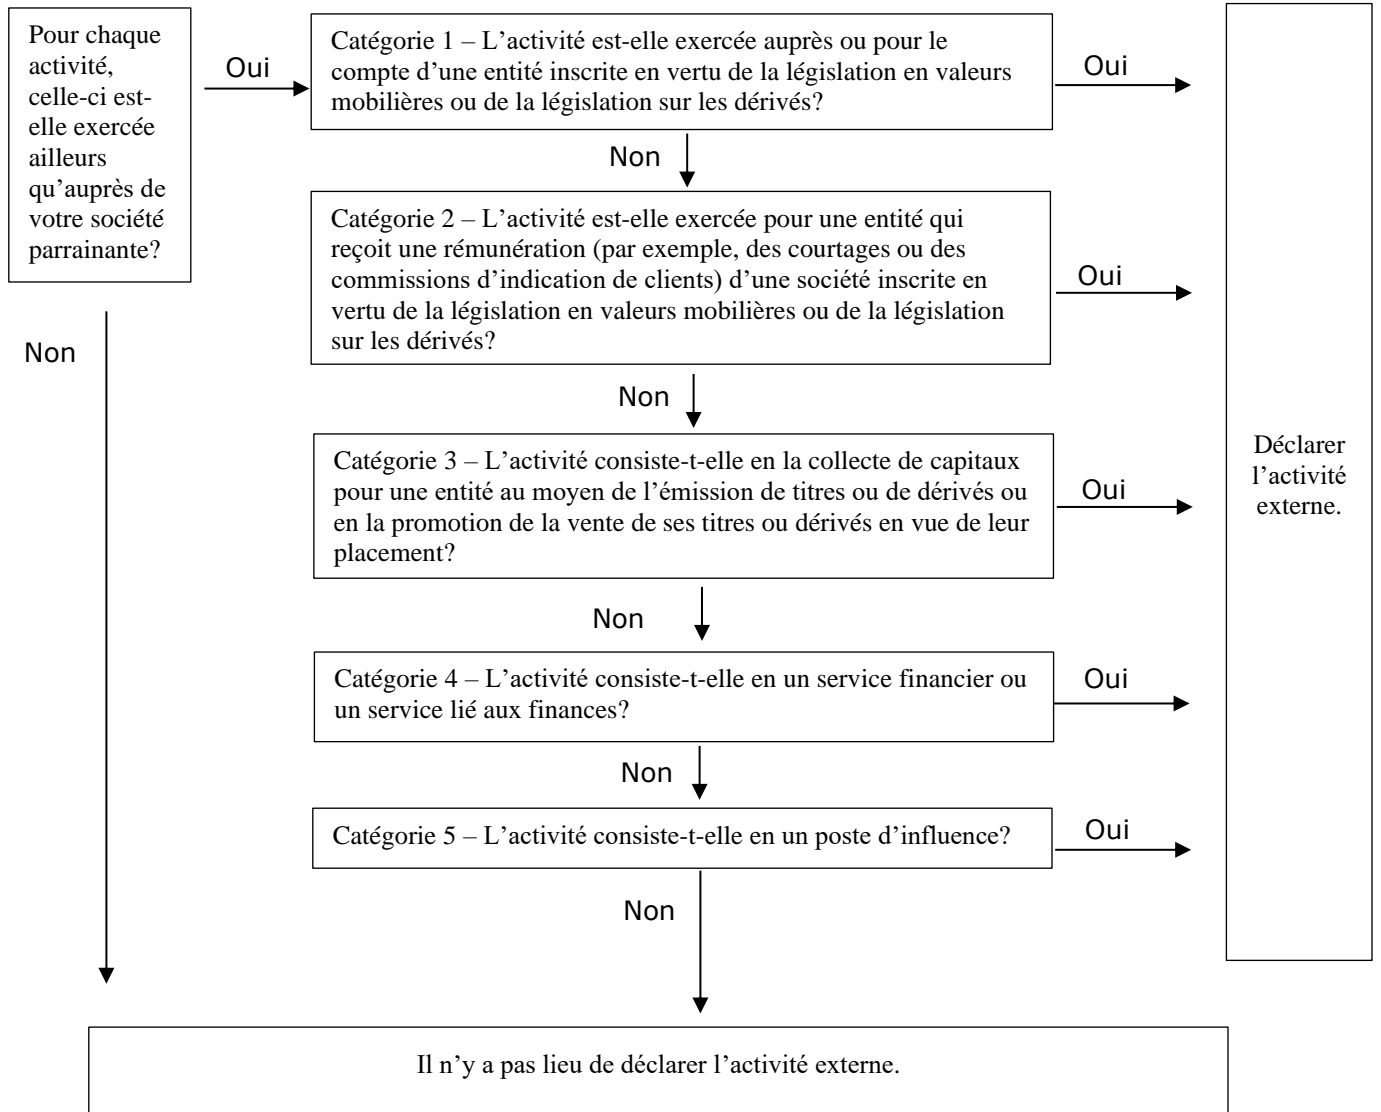 Pour chaque
activité,
celle-ci est-
elle exercée
ailleurs
qu’auprès de
votre société
parrainante?
Oui
Catégorie 1 – L’activité est-elle exercée auprès ou pour le
compte d’une entité inscrite en vertu de la législation en valeurs
mobilières ou de la législation sur les dérivés?
Oui
Non
Catégorie 2 – L’activité est-elle exercée pour une entité qui
reçoit une rémunération (par exemple, des courtages ou des
commissions d’indication de clients) d’une société inscrite en
vertu de la législation en valeurs mobilières ou de la législation
sur les dérivés?
Oui
Non
Non
Catégorie 3 – L’activité consiste-t-elle en la collecte de capitaux
pour une entité au moyen de l’émission de titres ou de dérivés ou
en la promotion de la vente de ses titres ou dérivés en vue de leur
placement?
Oui
Déclarer
l’activité
externe.
Non
Catégorie 4 – L’activité consiste-t-elle en un service financier ou
un service lié aux finances?
Oui
Non
Catégorie 5 – L’activité consiste-t-elle en un poste d’influence?
Oui
Non
Il n’y a pas lieu de déclarer l’activité externe.